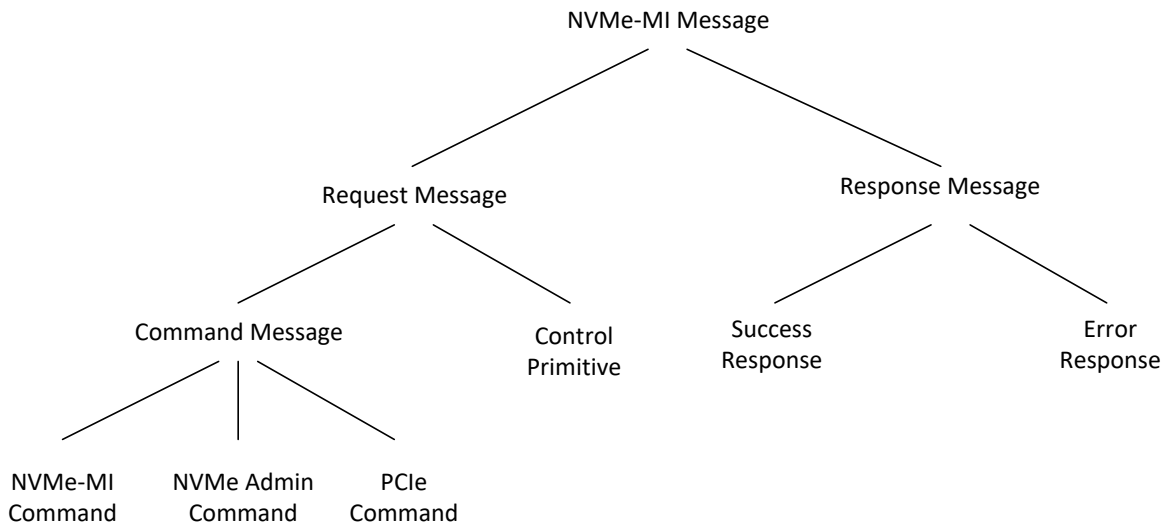 NVMe-MI Message
Request Message
Response Message
Command Message
Control
Primitive
Success
Response
Error
Response
NVMe-MI
Command
NVMe Admin
Command
PCIe
Command